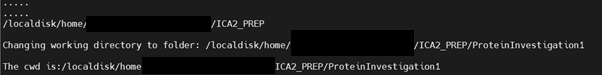 .....
.....
/localdisk/home/ /ICA2_PREP
Changing working directory to folder: /localdisk/home/ /ICA2_PREP/ProteinInvestigation1
The cwd is:/localdisk/home ICA2_PREP/ProteinInvestigation1